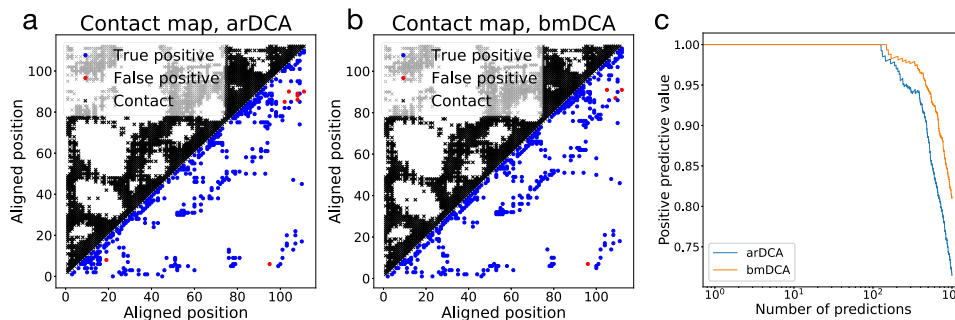 a
Contact map, arDCA
True positive
False positive
Contact
Aligned position
0
20
40
60
80
100
0
20
40
60
80
100
Aligned position
b
Contact map, bmDCA
True positive
False positive
Contact
Aligned position
0
20
40
60
80
100
0
20
40
60
80
100
Aligned position
c
Positive predictive value
1.00
0.95
0.90
0.85
0.80
0.75
arDCA
bmDCA
10⁰
10¹
10²
Number of predictions